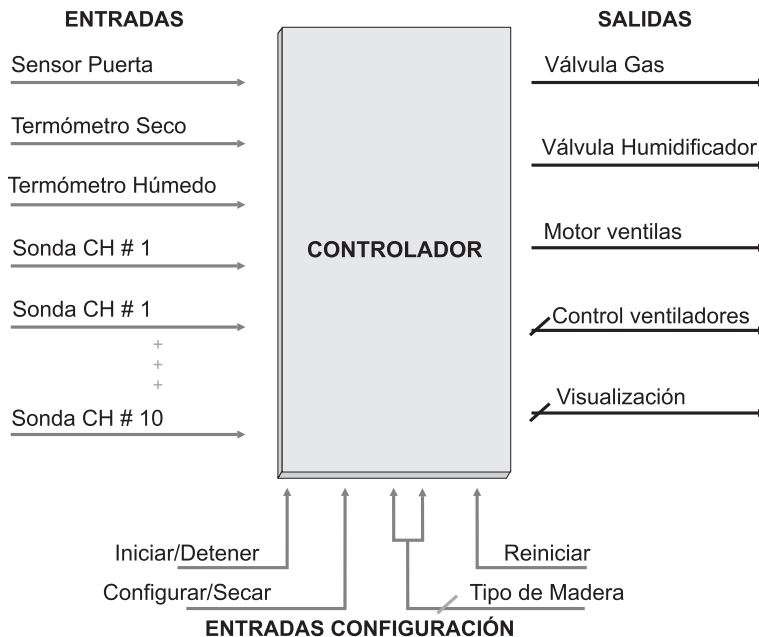 ENTRADAS
Sensor Puerta
Termómetro Seco
Termómetro Húmedo
Sonda CH # 1
Sonda CH # 1
+
+
+
Sonda CH # 10
CONTROLADOR
SALIDAS
Válvula Gas
Válvula Humidificador
Motor ventilas
Control ventiladores
Visualización
Iniciar/Detener
Reiniciar
Configurar/Secar
Tipo de Madera
ENTRADAS CONFIGURACIÓN